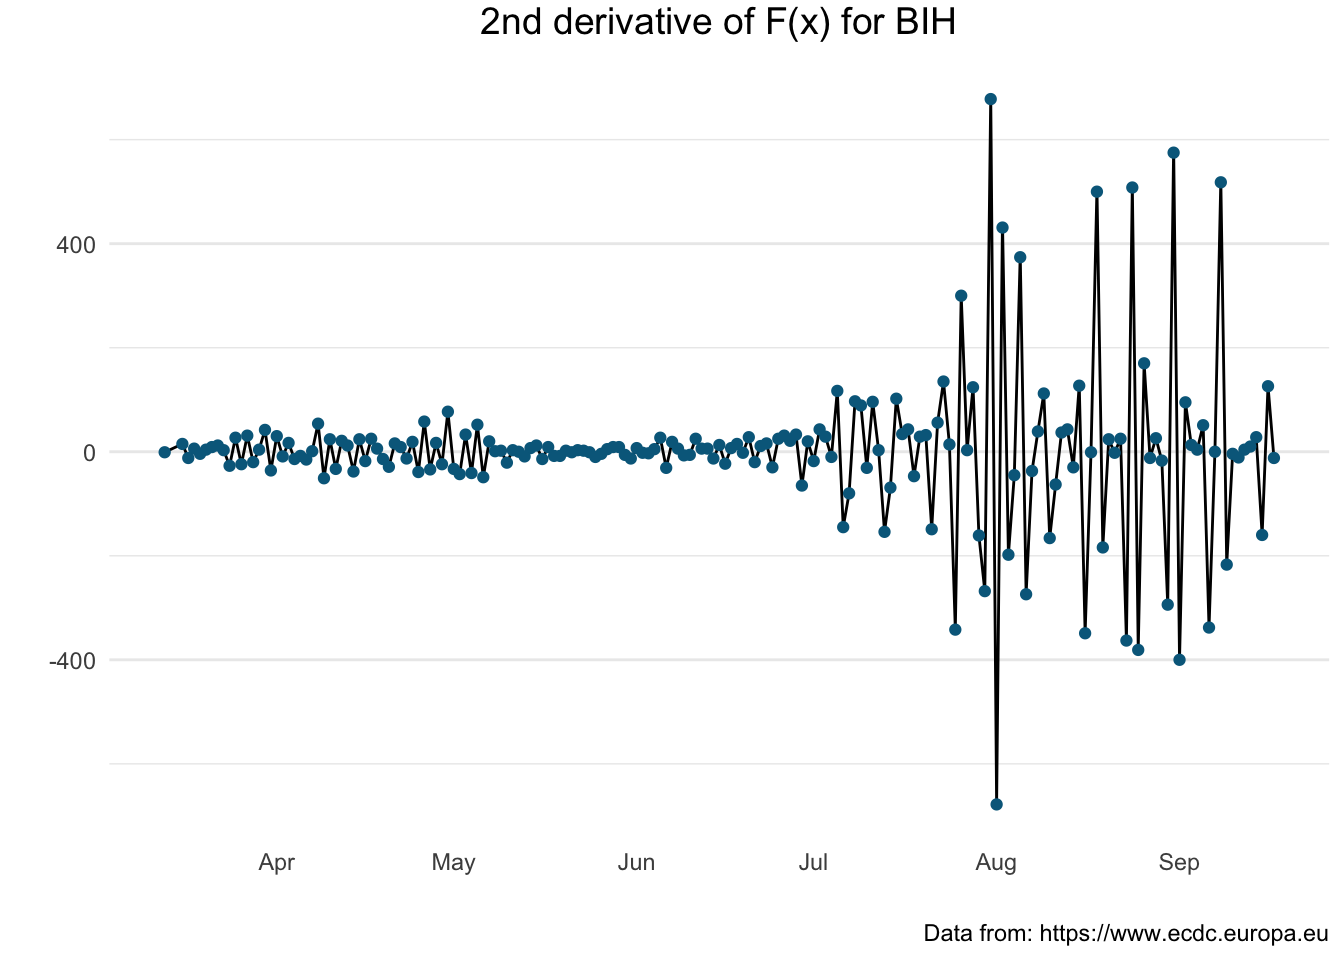 2nd derivative of F(x) for BIH
400
0
-400
Apr May Jun Jul Aug Sep
Data from: https://www.ecdc.europa.eu